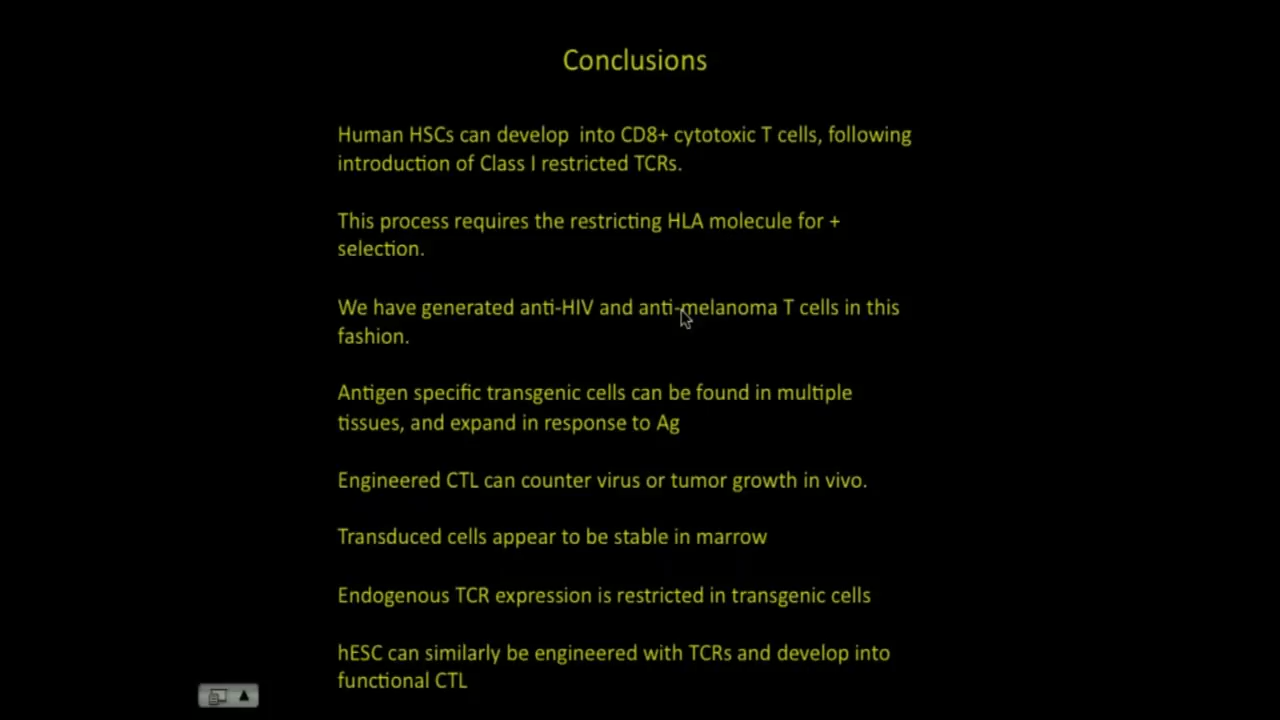 Conclusions
Human HSCs can develop into CD8+ cytotoxic T cells, following
introduction of Class I restricted TCRs.
This process requires the restricting HLA molecule for +
selection.
We have generated anti-HIV and anti-melanoma T cells in this
fashion.
Antigen specific transgenic cells can be found in multiple
tissues, and expand in response to Ag
Engineered CTL can counter virus or tumor growth in vivo.
Transduced cells appear to be stable in marrow
Endogenous TCR expression is restricted in transgenic cells
hESC can similarly be engineered with TCRs and develop into
functional CTL